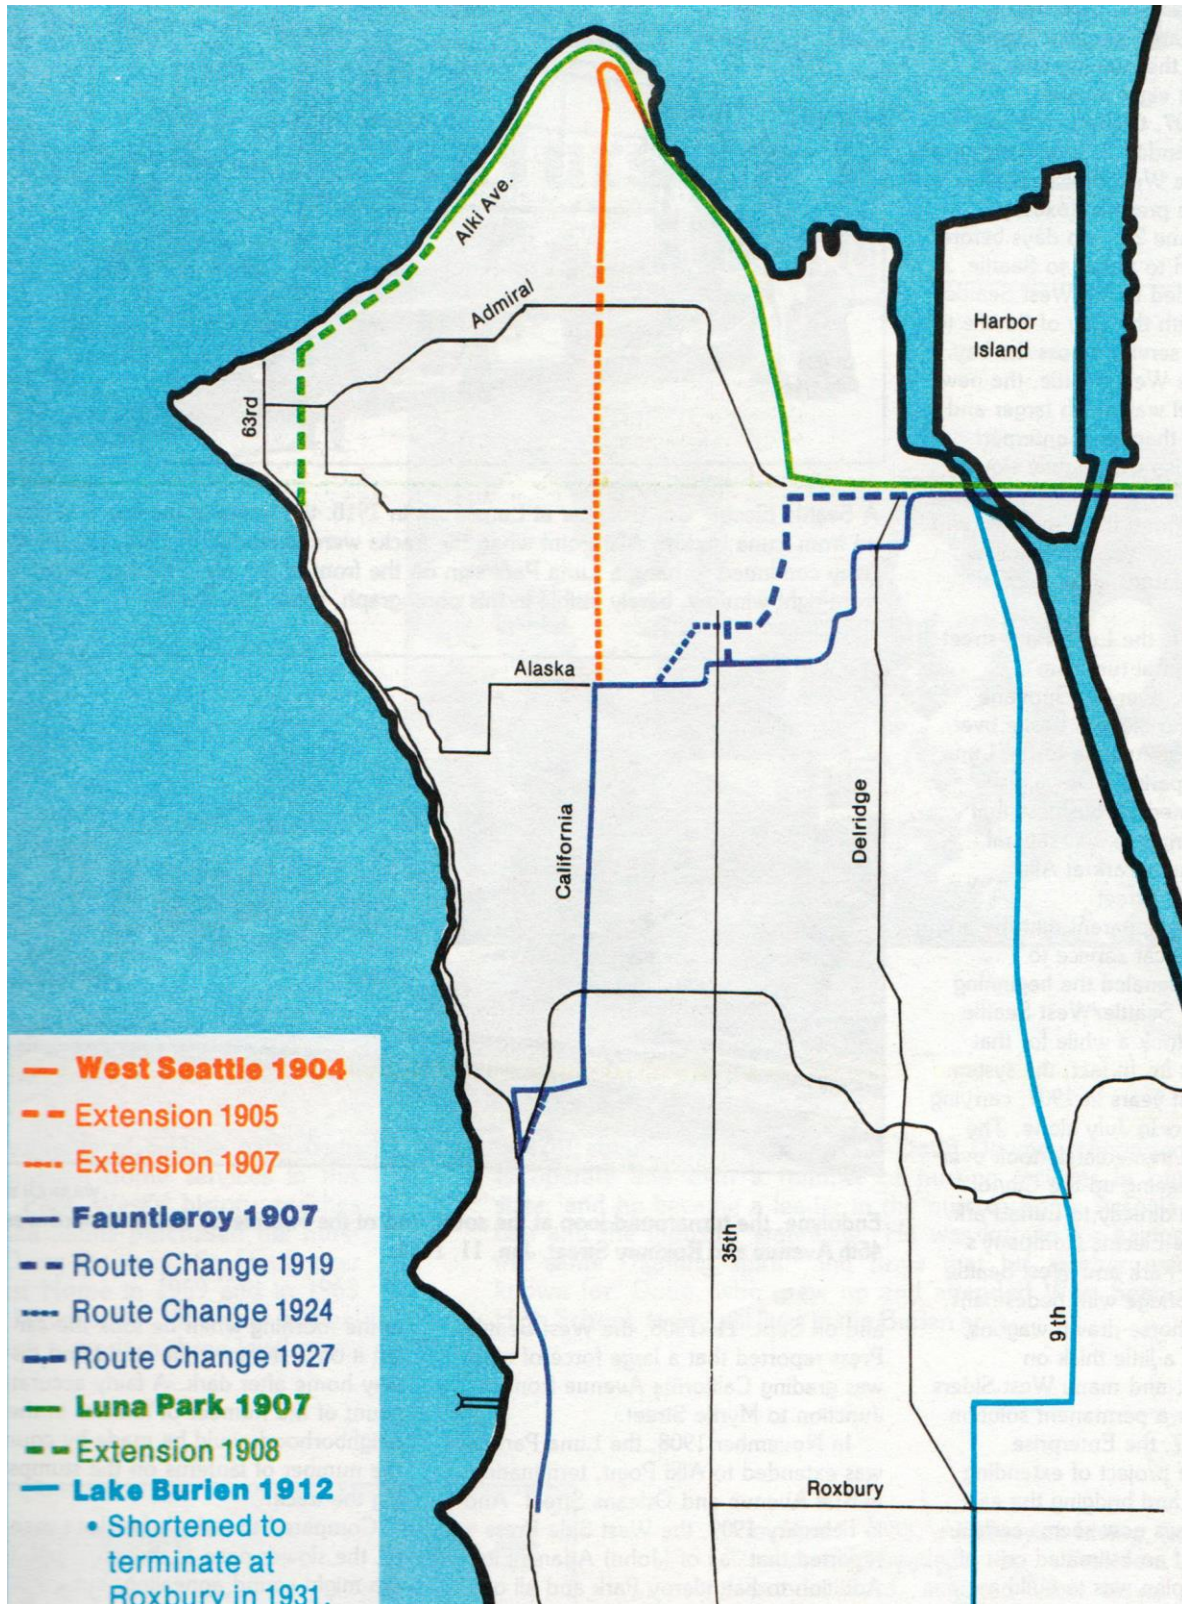 Alki Ave.
Admiral
63rd
Harbor
Island
Alaska
California
Delridge
35th
9th
Roxbury
West Seattle 1904
Extension 1905
Extension 1907
Fauntleroy 1907
Route Change 1919
Route Change 1924
Route Change 1927
Luna Park 1907
Extension 1908
Lake Burien 1912
• Shortened to
terminate at
Roxbury in 1931.